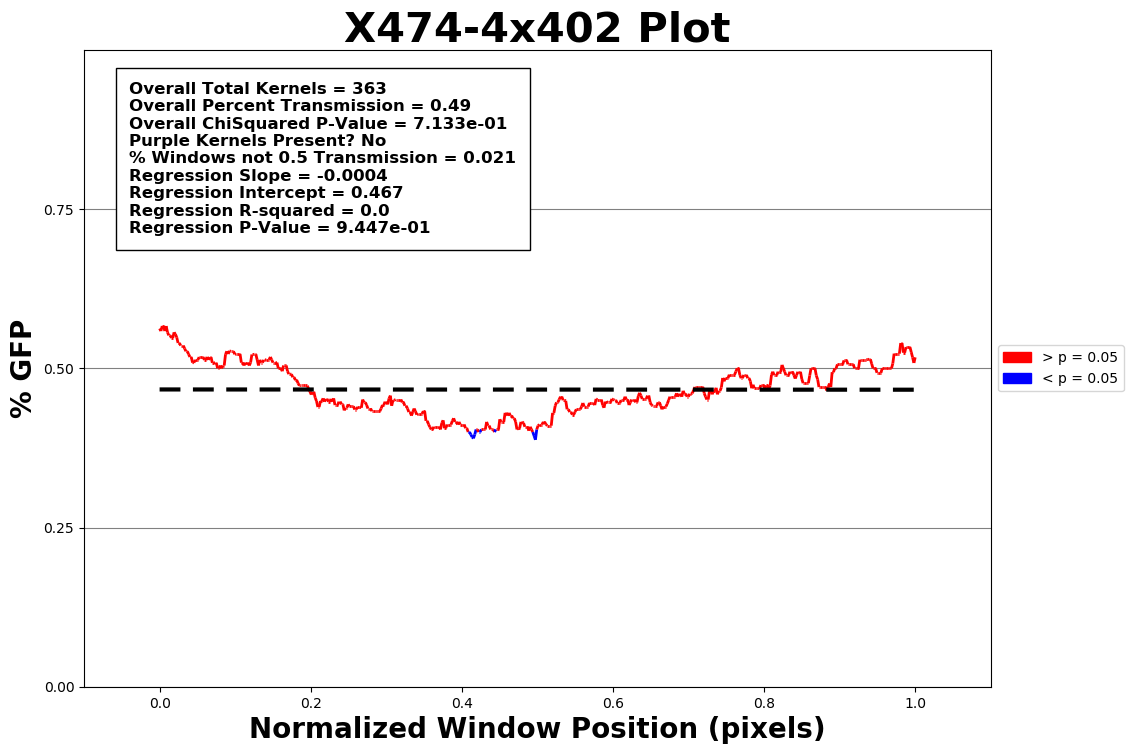 X474-4x402 Plot
Overall Total Kernels = 363
Overall Percent Transmission = 0.49
Overall ChiSquared P-Value = 7.133e-01
Purple Kernels Present? No
% Windows not 0.5 Transmission = 0.021
Regression Slope = -0.0004
Regression Intercept = 0.467
Regression R-squared = 0.0
Regression P-Value = 9.447e-01
0.75
0.50
0.25
0.00
% GFP
> p = 0.05
< p = 0.05
0.0 0.2 0.4 0.6 0.8 1.0
Normalized Window Position (pixels)